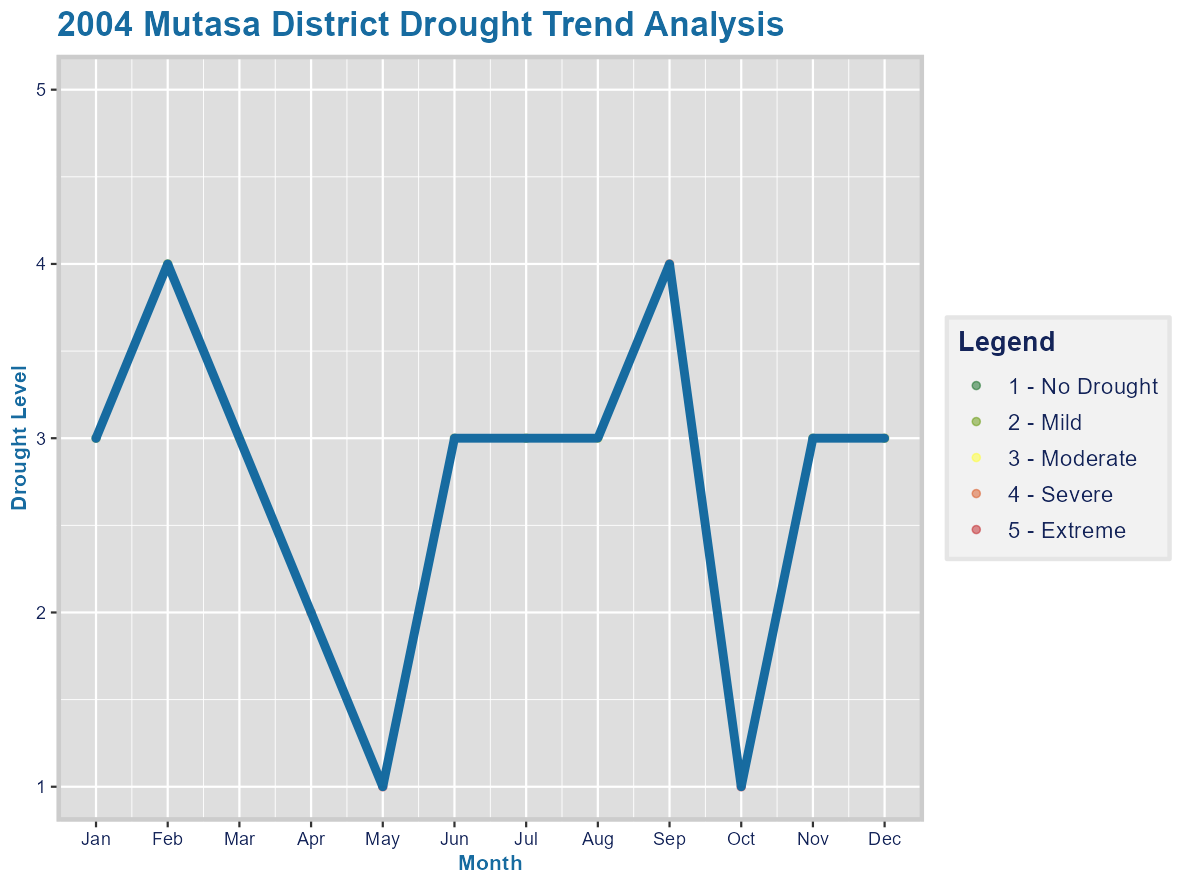 2004 Mutasa District Drought Trend Analysis
Drought Level
5
4
3
2
1
Jan Feb Mar Apr May Jun Jul Aug Sep Oct Nov Dec
Month
Legend
1 - No Drought
2 - Mild
3 - Moderate
4 - Severe
5 - Extreme